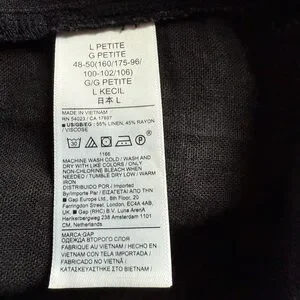 L PETITE
G PETITE
48-50(160/175-96/
100-102/106)
G/G PETITE
L KECIL
日本 L
MADE IN VIETNAM
RN 54023 / CA 17897
US/GB/EG : 55% LINEN, 45% RAYON
/ VISCOSE
30
1166
MACHINE WASH COLD / WASH AND
DRY WITH LIKE COLORS / ONLY
NON-CHLORINE BLEACH WHEN
NEEDED / TUMBLE DRY LOW / WARM
IRON
DISTRIBUIDO POR / Imported
By/Importers / ΕΙΣΑΓΕΤΑΙ ΑΠΟ ΤΗΝ
Gap Europe Ltd., 8th Floor, 20
Farringdon Street, London, EC4A 4AB,
U.K. Gap (RHC) B.V. Luna ArenA
Herikerbergweg 238 Amsterdam 1101
CM, Netherlands
MARCA GAP
ОДЕЖДА ВТОРОГО СЛОЯ
FABRIQUÉ AU VIETNAM / HECHO EN
VIETNAM CON TELA IMPORTADA /
FABRICADO NO VIETNÃ /
ΚΑΤΑΣΚΕΥΑΣΤΗΚΕ ΣΤΟ ΒΙΕΤΝΑΜ /